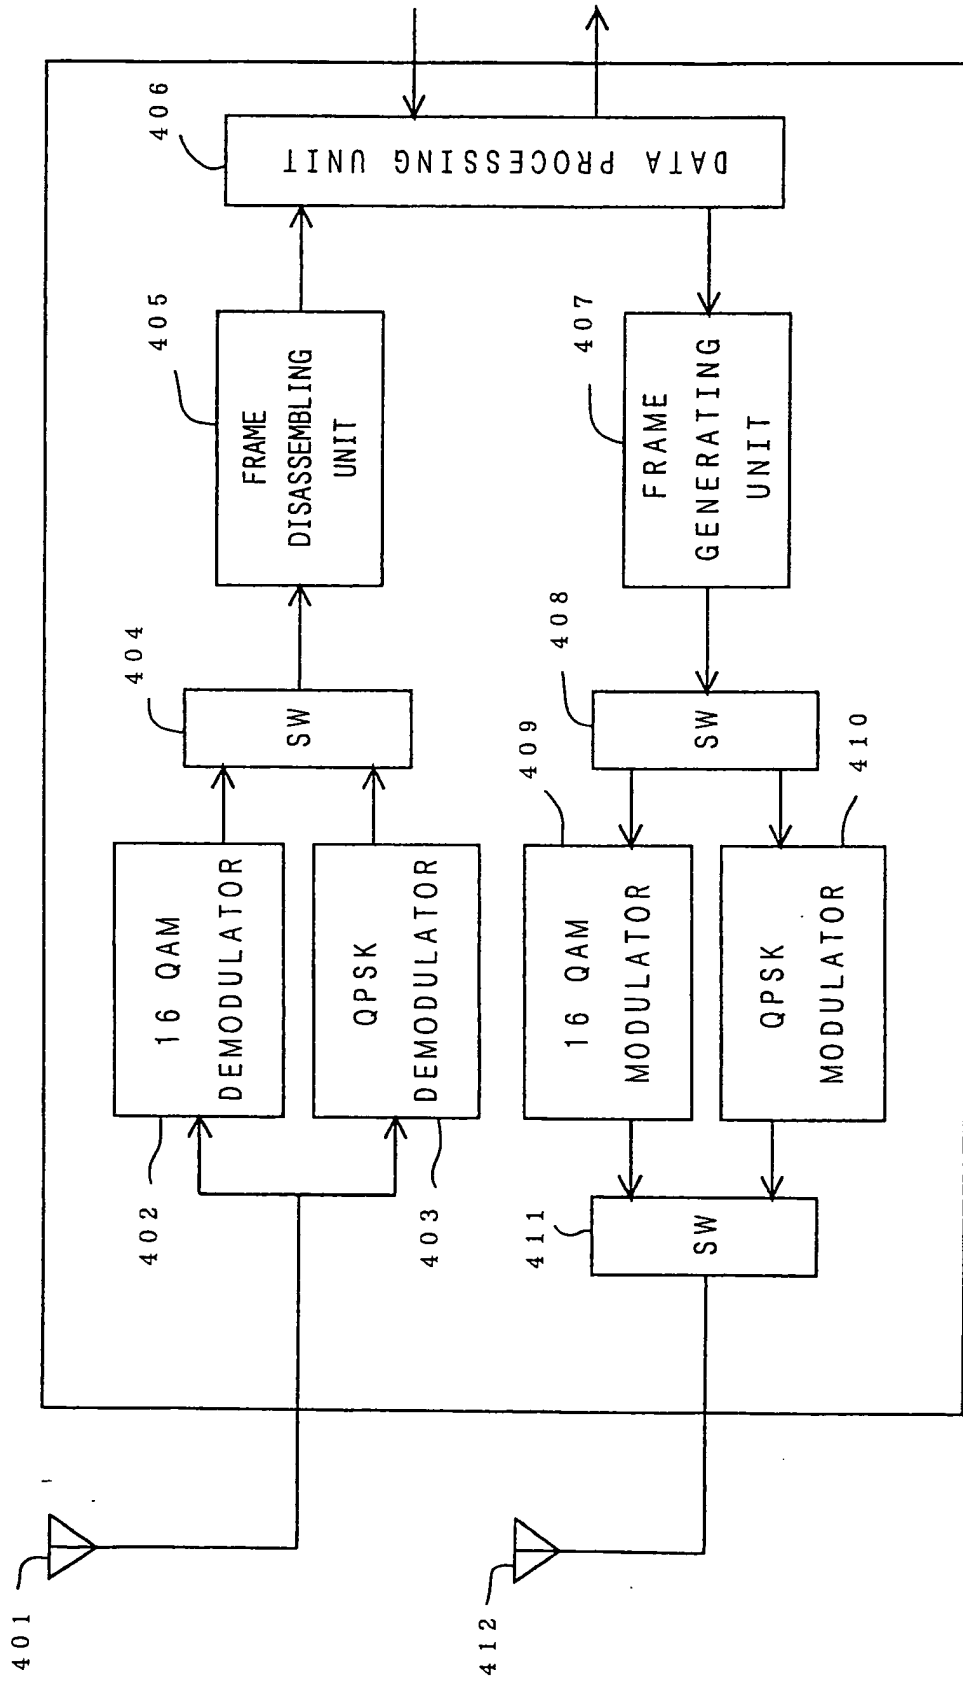 401
402
16 QAM
DEMODULATOR
403
QPSK
DEMODULATOR
404
SW
405
FRAME
DISASSEMBLING
UNIT
406
DATA PROCESSING UNIT
407
FRAME
GENERATING
UNIT
408
SW
409
16 QAM
MODULATOR
410
QPSK
MODULATOR
411
SW
412